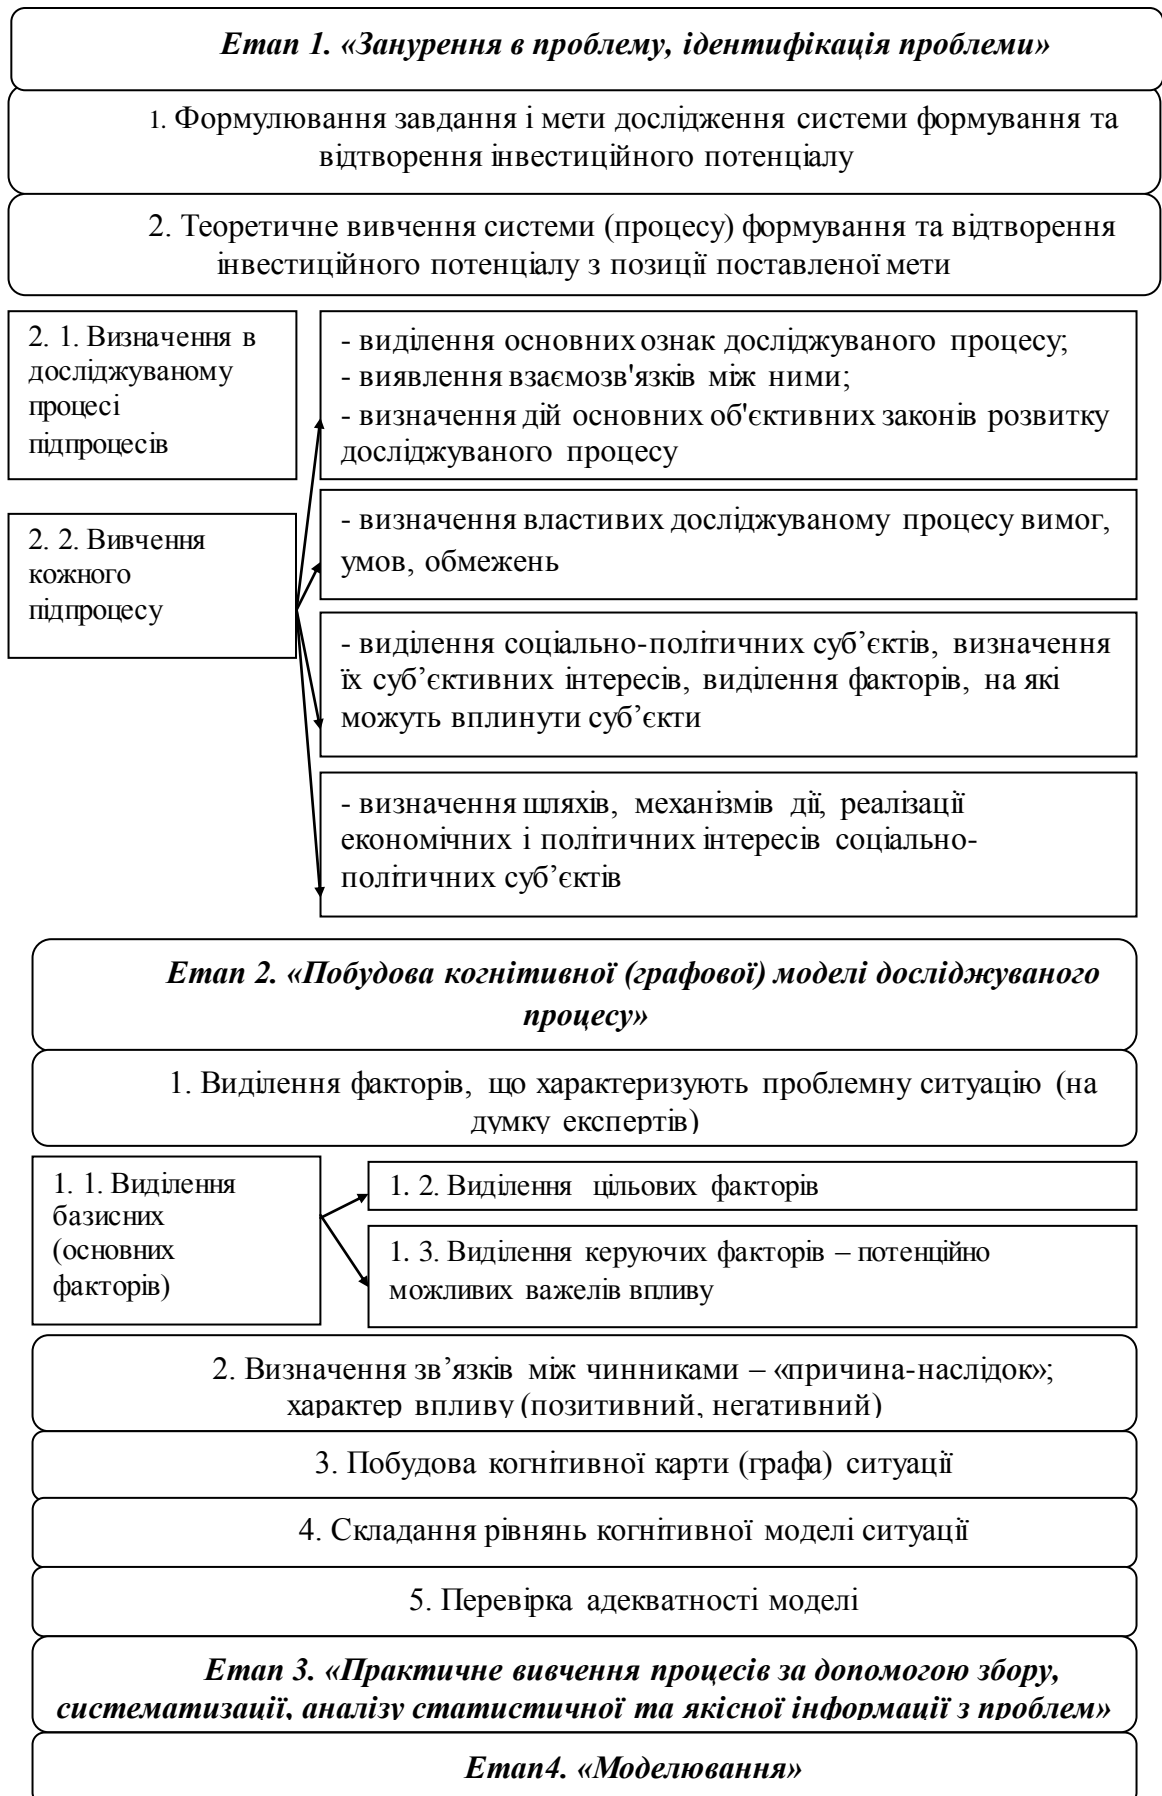 Етап 1. «Занурення в проблему, ідентифікація проблеми»
1. Формулювання завдання і мети дослідження системи формування та
відтворення інвестиційного потенціалу
2. Теоретичне вивчення системи (процесу) формування та відтворення
інвестиційного потенціалу з позиції поставленої мети
2. 1. Визначення в
досліджуваному
процесі
підпроцесів
- виділення основних ознак досліджуваного процесу;
- виявлення взаємозв'язків між ними;
- визначення дій основних об'єктивних законів розвитку
досліджуваного процесу
2. 2. Вивчення
кожного
підпроцесу
- визначення властивих досліджуваному процесу вимог,
умов, обмежень
- виділення соціально-політичних суб’єктів, визначення
їх суб’єктивних інтересів, виділення факторів, на які
можуть вплинути суб’єкти
- визначення шляхів, механізмів дії, реалізації
економічних і політичних інтересів соціально-
політичних суб’єктів
Етап 2. «Побудова когнітивної (графової) моделі досліджуваного
процесу»
1. Виділення факторів, що характеризують проблемну ситуацію (на
думку експертів)
1. 1. Виділення
базисних
(основних
факторів)
1. 2. Виділення цільових факторів
1. 3. Виділення керуючих факторів – потенційно
можливих важелів впливу
2. Визначення зв’язків між чинниками – «причина-наслідок»;
характер впливу (позитивний, негативний)
3. Побудова когнітивної карти (графа) ситуації
4. Складання рівнянь когнітивної моделі ситуації
5. Перевірка адекватності моделі
Етап 3. «Практичне вивчення процесів за допомогою збору,
систематизації, аналізу статистичної та якісної інформації з проблем»
Етап4. «Моделювання»